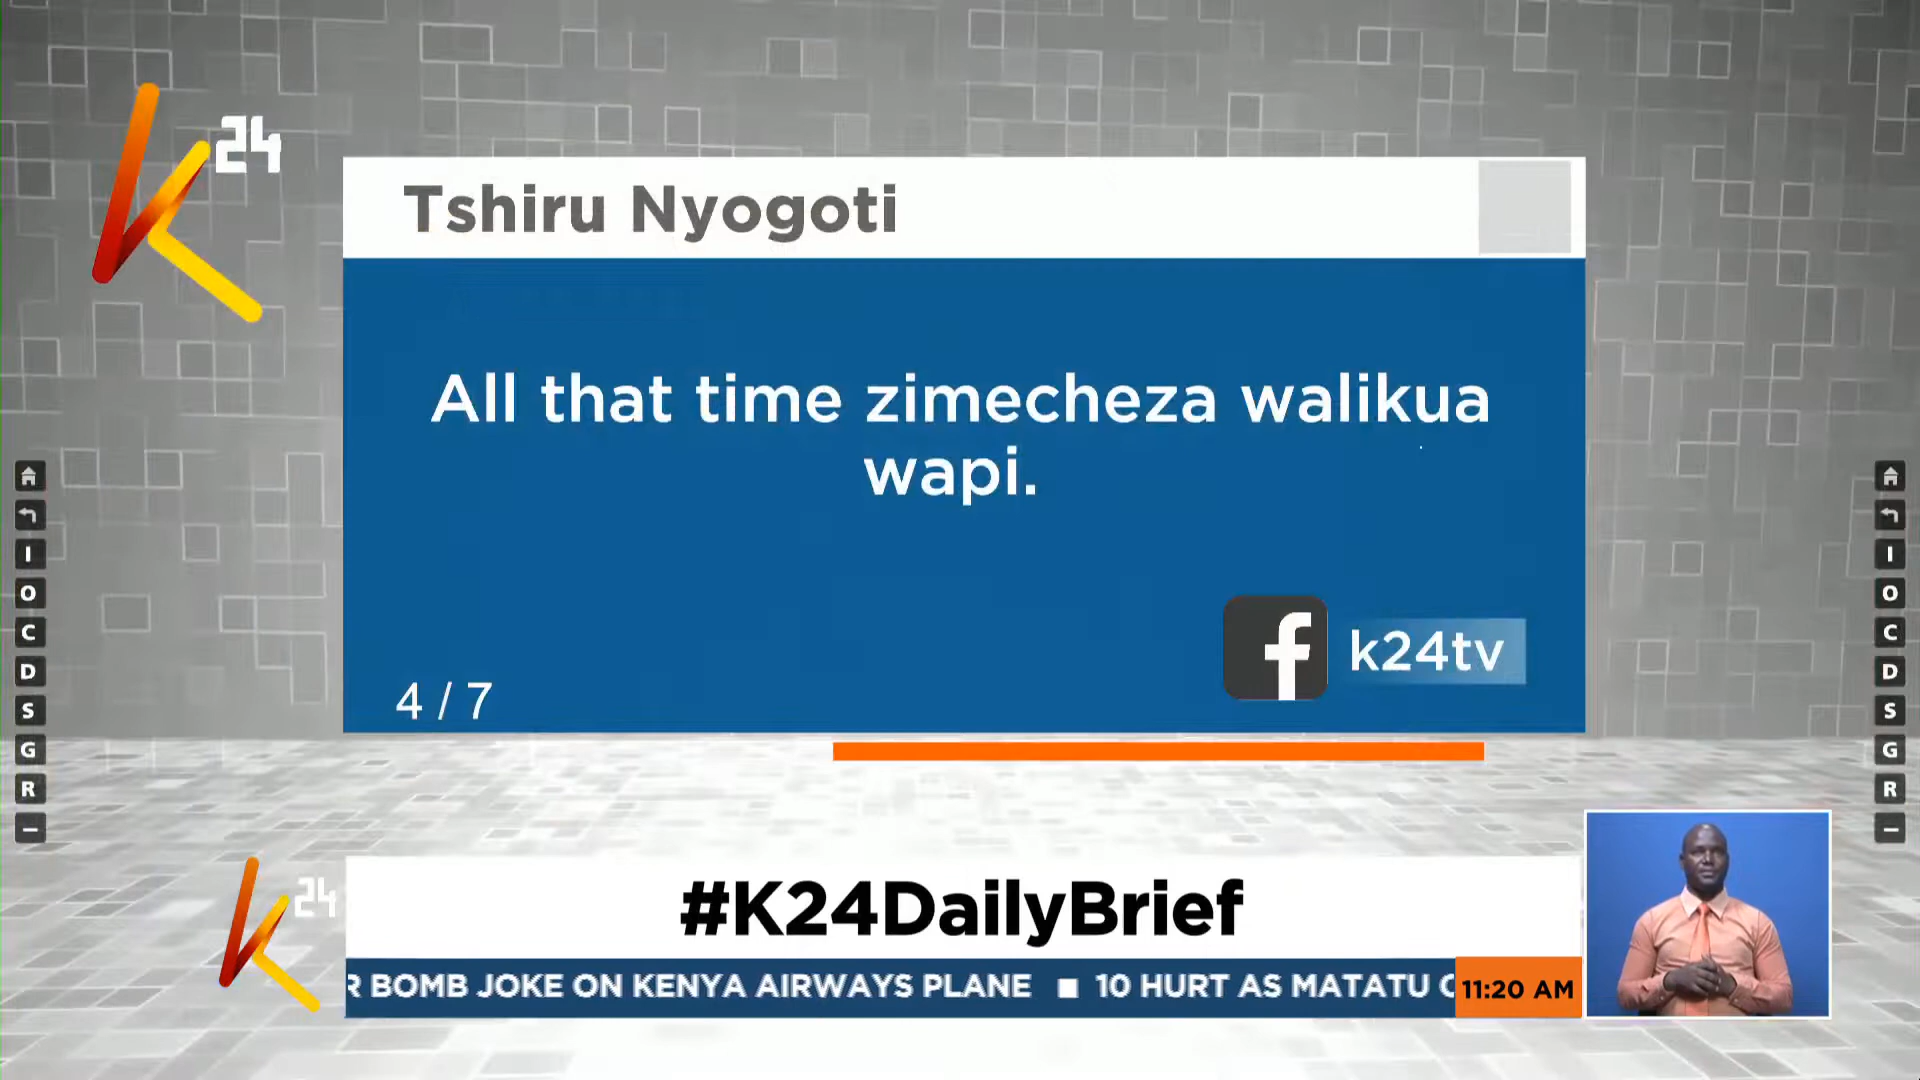 24
Tshiru Nyogoti
All that time zimecheza walikua
wapi.
f k24tv
4 / 7
I
O
C
D
S
G
R
I
O
C
D
S
G
R
24
#K24DailyBrief
R BOMB JOKE ON KENYA AIRWAYS PLANE ■ 10 HURT AS MATATU
11:20 AM